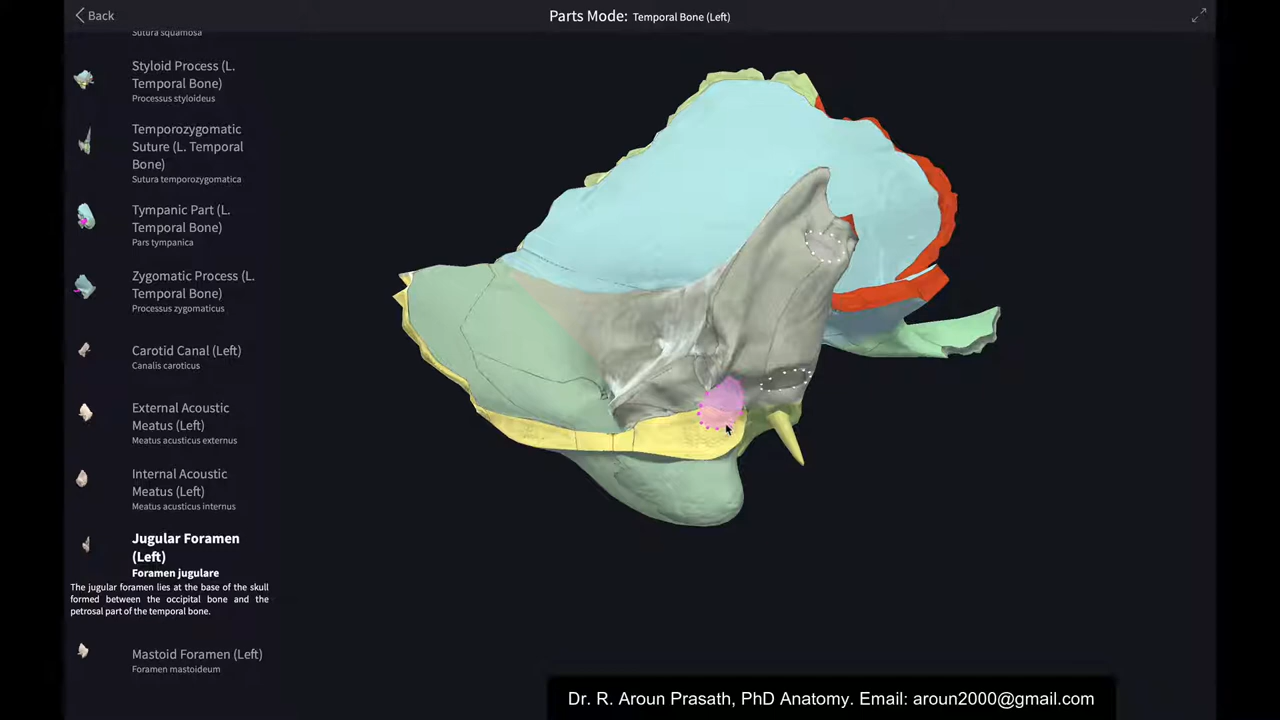 Back
Parts Mode: Temporal Bone (Left)
Sutura squamosa
Styloid Process (L.
Temporal Bone)
Processus styloideus
Temporozygomatic
Suture (L. Temporal
Bone)
Sutura temporozygomatica
Tympanic Part (L.
Temporal Bone)
Pars tympanica
Zygomatic Process (L.
Temporal Bone)
Processus zygomaticus
Carotid Canal (Left)
Canalis caroticus
External Acoustic
Meatus (Left)
Meatus acusticus externus
Internal Acoustic
Meatus (Left)
Meatus acusticus internus
Jugular Foramen
(Left)
Foramen jugulare
The jugular foramen lies at the base of the skull
formed between the occipital bone and the
petrosal part of the temporal bone.
Mastoid Foramen (Left)
Foramen mastoideum
Dr. R. Aroun Prasath, PhD Anatomy. Email: aroun2000@gmail.com